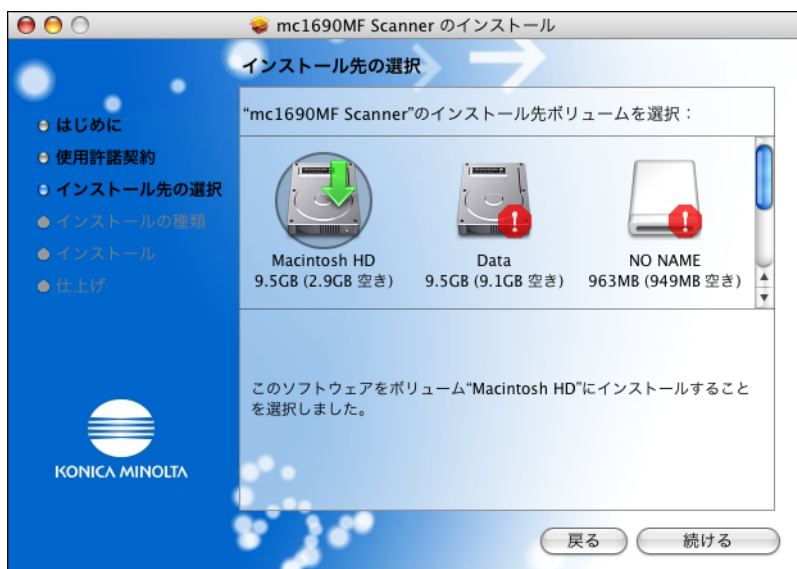 mc1690MF Scanner のインストール
インストール先の選択
はじめに
使用許諾契約
インストール先の選択
インストールの種類
インストール
仕上げ
KONICA MINOLTA
“mc1690MF Scanner”のインストール先ボリュームを選択：
Macintosh HD
9.5GB (2.9GB 空き)
Data
9.5GB (9.1GB 空き)
NO NAME
963MB (949MB 空き)
このソフトウェアをボリューム“Macintosh HD”にインストールすること
を選択しました。
戻る
続ける